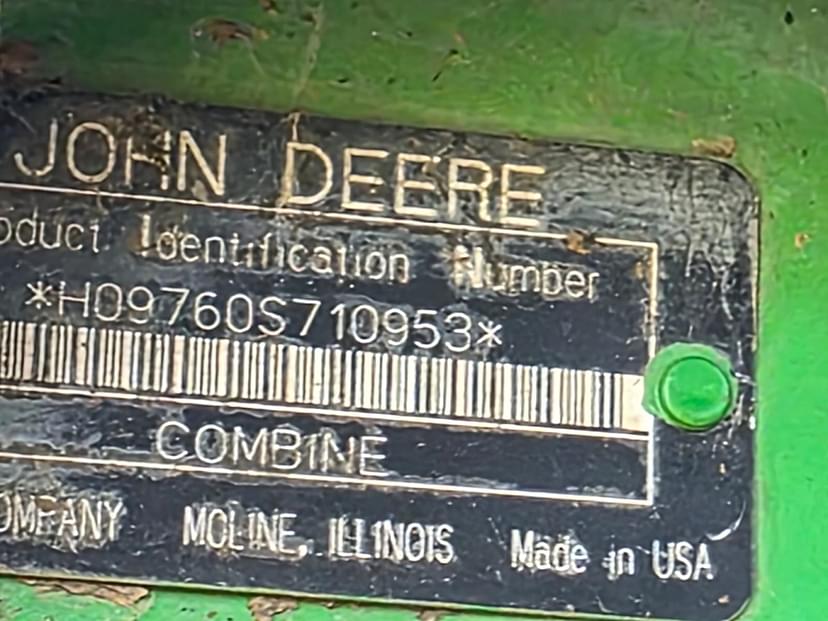 JOHN DEERE
oduct Identification Number
*H09760S710953*
COMBINE
OMPANY MOLINE, ILLINOIS Made in USA